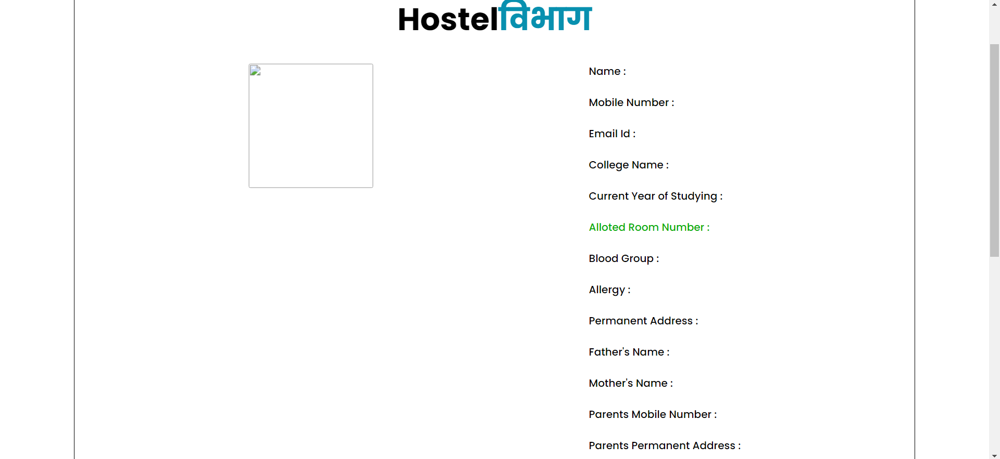 Hostelविभाग
Name :
Mobile Number :
Email Id :
College Name :
Current Year of Studying :
Alloted Room Number :
Blood Group :
Allergy :
Permanent Address :
Father's Name :
Mother's Name :
Parents Mobile Number :
Parents Permanent Address :